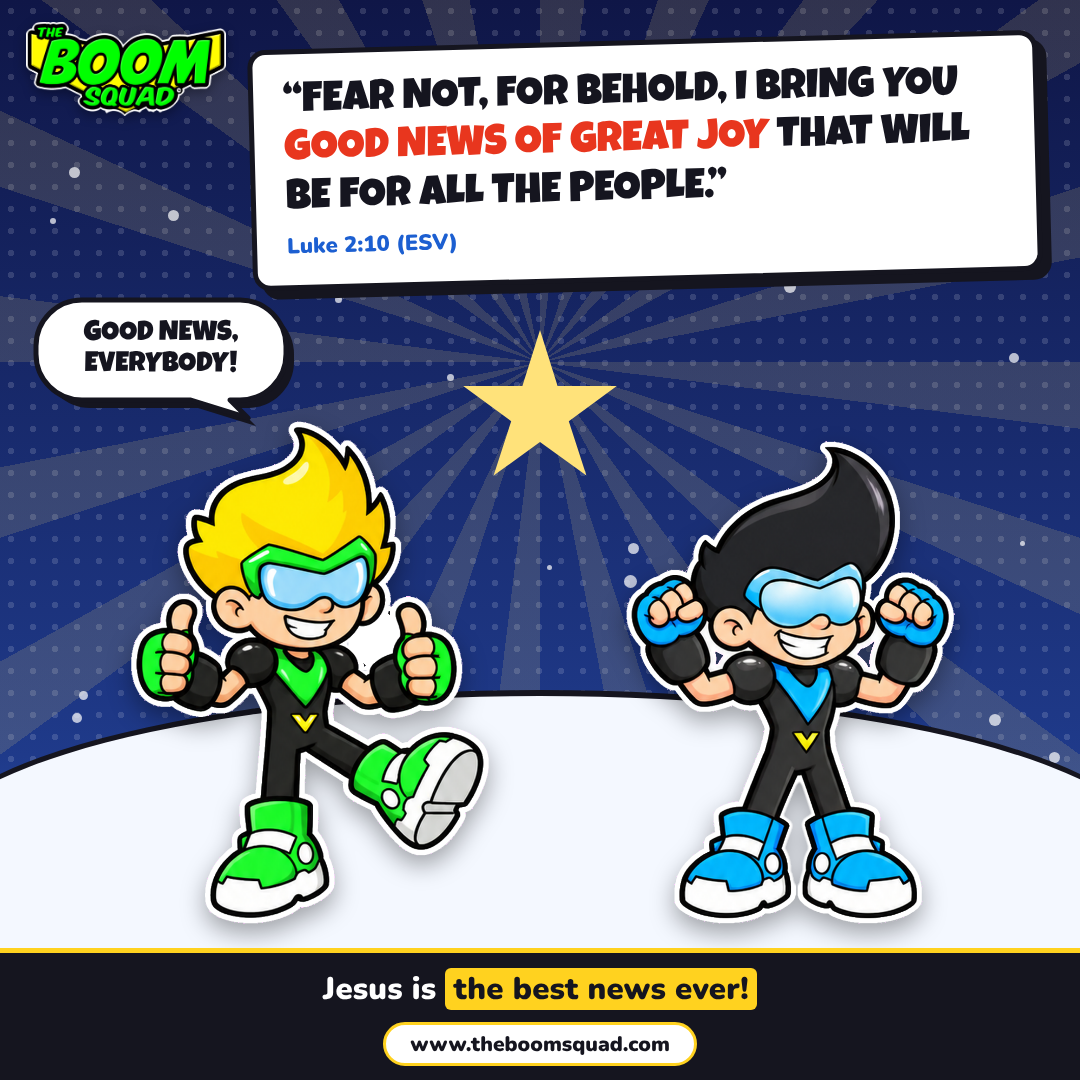 THE
BOOM
SQUAD
“FEAR NOT, FOR BEHOLD, I BRING YOU
GOOD NEWS OF GREAT JOY THAT WILL
BE FOR ALL THE PEOPLE.”
Luke 2:10 (ESV)
GOOD NEWS,
EVERYBODY!
Jesus is the best news ever!
www.theboomsquad.com